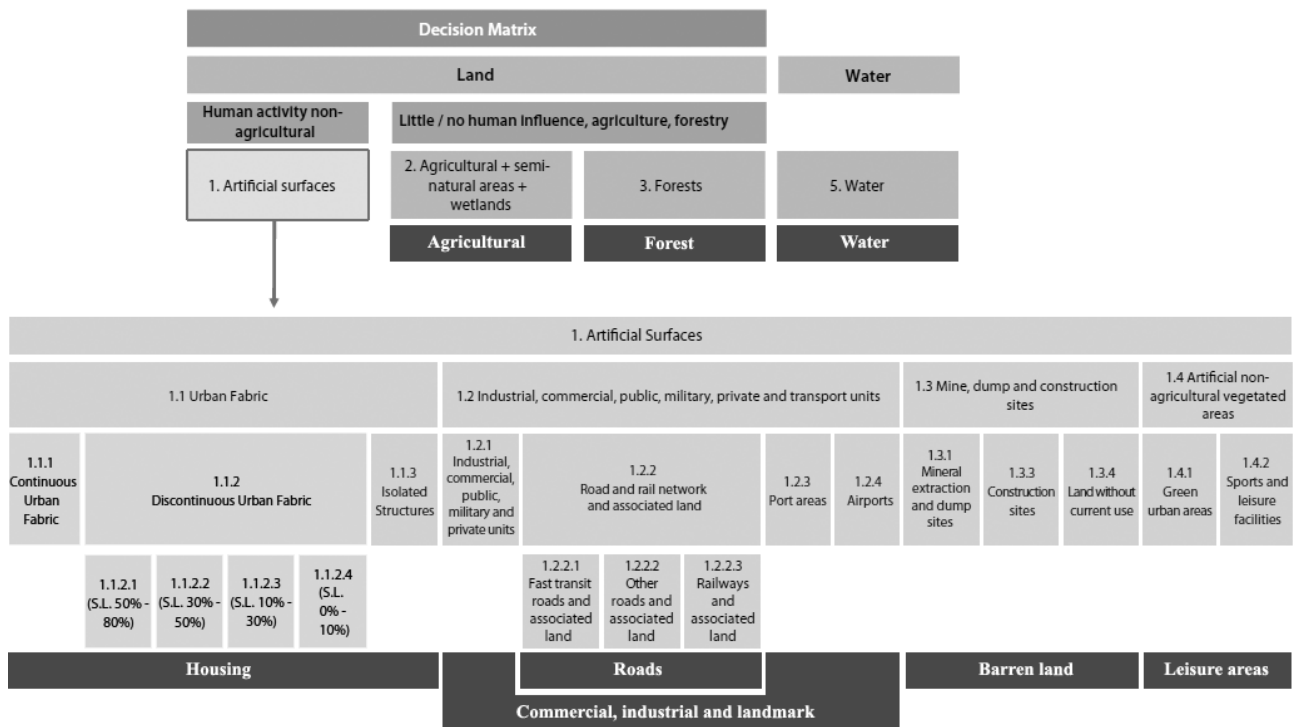 Decision Matrix
Land
Water
Human activity non-
agricultural
Little / no human influence, agriculture, forestry
1. Artificial surfaces
2. Agricultural + semi-
natural areas +
wetlands
3. Forests
5. Water
Agricultural
Forest
Water
1. Artificial Surfaces
1.1 Urban Fabric
1.2 Industrial, commercial, public, military, private and transport units
1.3 Mine, dump and construction
sites
1.4 Artificial non-
agricultural vegetated
areas
1.1.1
Continuous
Urban
Fabric
1.1.2
Discontinuous Urban Fabric
1.1.3
Isolated
Structures
1.2.1
Industrial,
commercial,
public,
military and
private units
1.2.2
Road and rail network
and associated land
1.2.3
Port areas
1.2.4
Airports
1.3.1
Mineral
extraction
and dump
sites
1.3.3
Construction
sites
1.3.4
Land without
current use
1.4.1
Green
urban areas
1.4.2
Sports and
leisure
facilities
1.1.2.1
(S.L. 50% -
80%)
1.1.2.2
(S.L. 30% -
50%)
1.1.2.3
(S.L. 10% -
30%)
1.1.2.4
(S.L.
0% -
10%)
1.2.2.1
Fast transit
roads and
associated
land
1.2.2.2
Other
roads and
associated
land
1.2.2.3
Railways
and
associated
land
Housing
Roads
Barren land
Leisure areas
Commercial, industrial and landmark